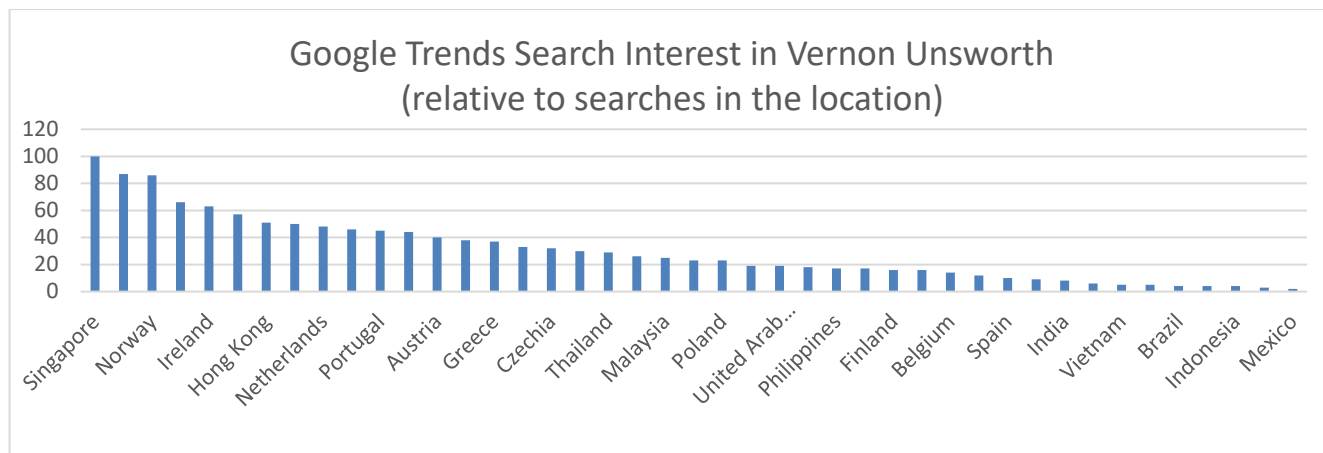 Google Trends Search Interest in Vernon Unsworth
(relative to searches in the location)
120
100
80
60
40
20
0
Singapore
Norway
Ireland
Hong Kong
Netherlands
Portugal
Austria
Greece
Czechia
Thailand
Malaysia
Poland
United Arab…
Philippines
Finland
Belgium
Spain
India
Vietnam
Brazil
Indonesia
Mexico